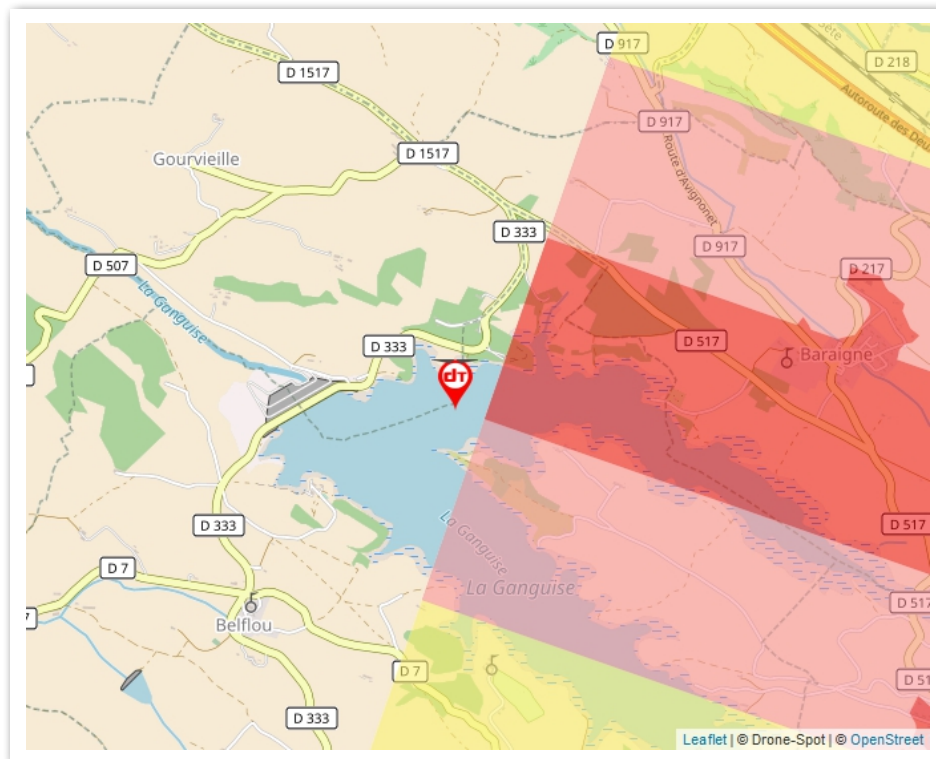 D 917
D 218
D 1517
Autoroute des Deu
D 917
D 1517
Gourvieille
Route d'Avignonet
D 333
D 917
D 507
D 217
La Ganguise
D 333
D 517
Baraigne
dT
D 333
La Ganguise
D 517
D 7
La Ganguise
D 517
Belflou
D 7
D 51
D 333
Leaflet | © Drone-Spot | © OpenStreet